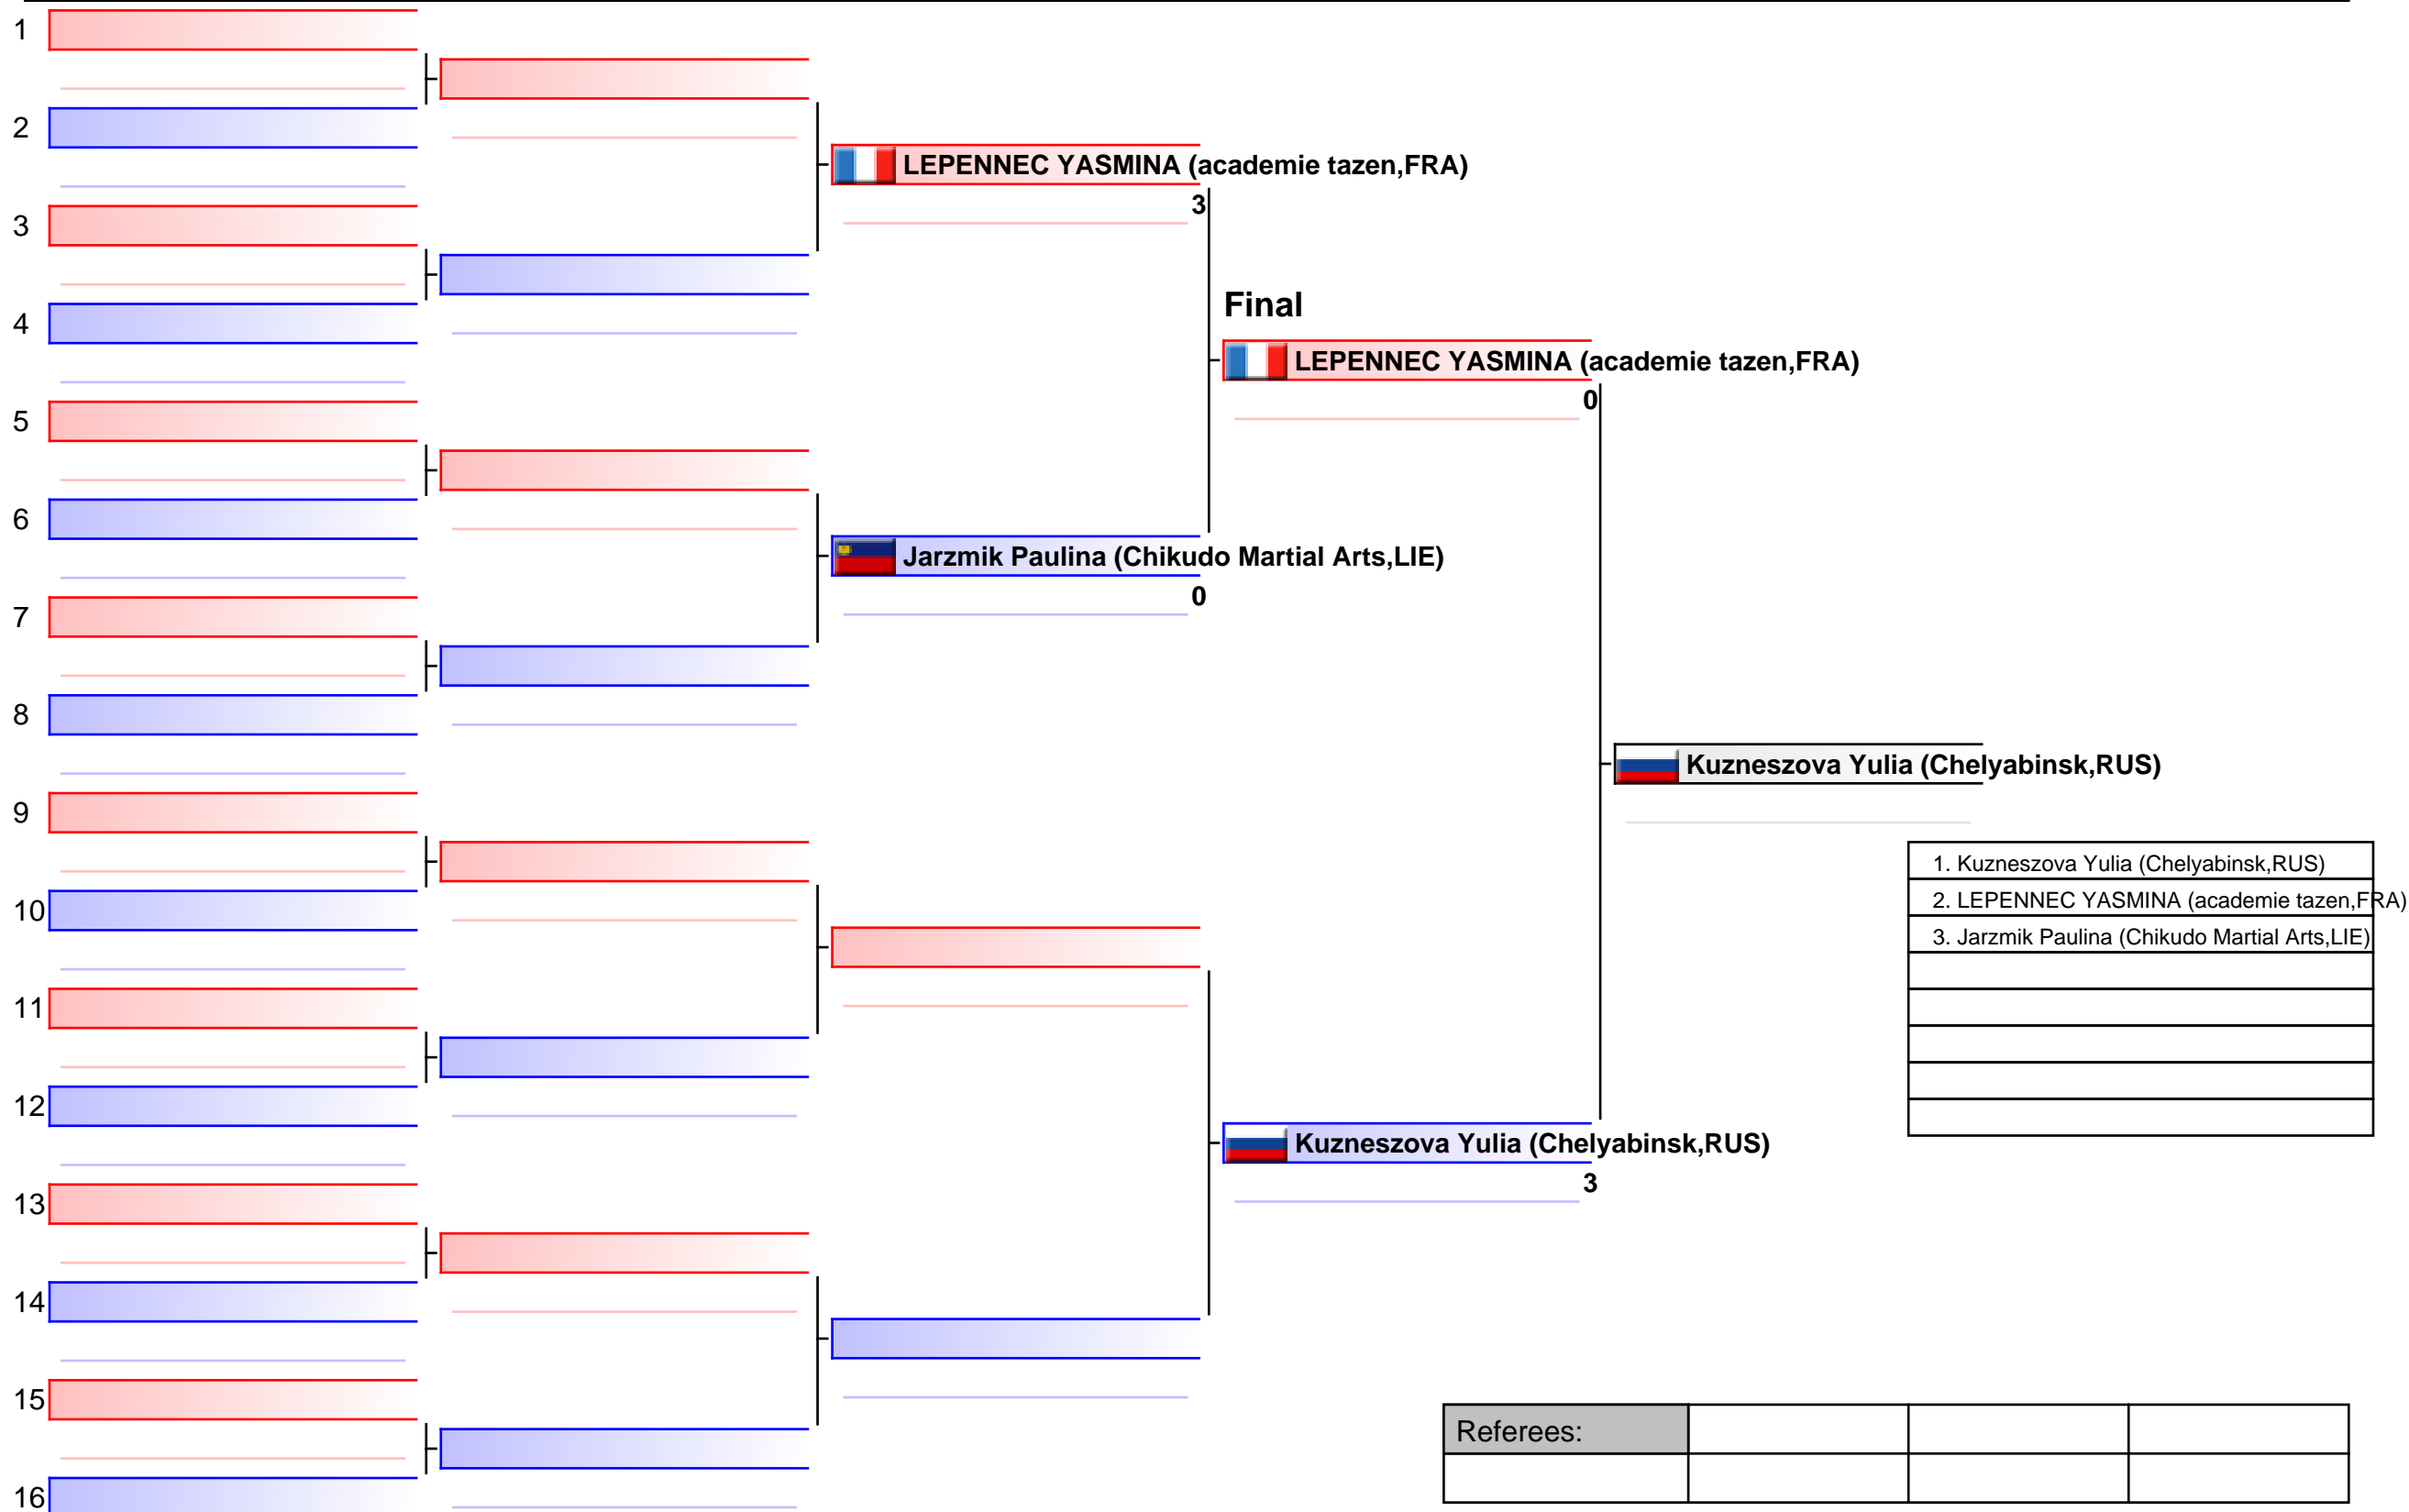 1
2
LEPENNEC YASMINA (academie tazen,FRA)
3
3
Final
4
LEPENNEC YASMINA (academie tazen,FRA)
0
5
6
Jarzmik Paulina (Chikudo Martial Arts,LIE)
0
7
8
Kuzneszova Yulia (Chelyabinsk,RUS)
9
1. Kuzneszova Yulia (Chelyabinsk,RUS)
2. LEPENNEC YASMINA (academie tazen,FRA)
3. Jarzmik Paulina (Chikudo Martial Arts,LIE)
10
11
12
Kuzneszova Yulia (Chelyabinsk,RUS)
3
13
14
15
Referees:
16